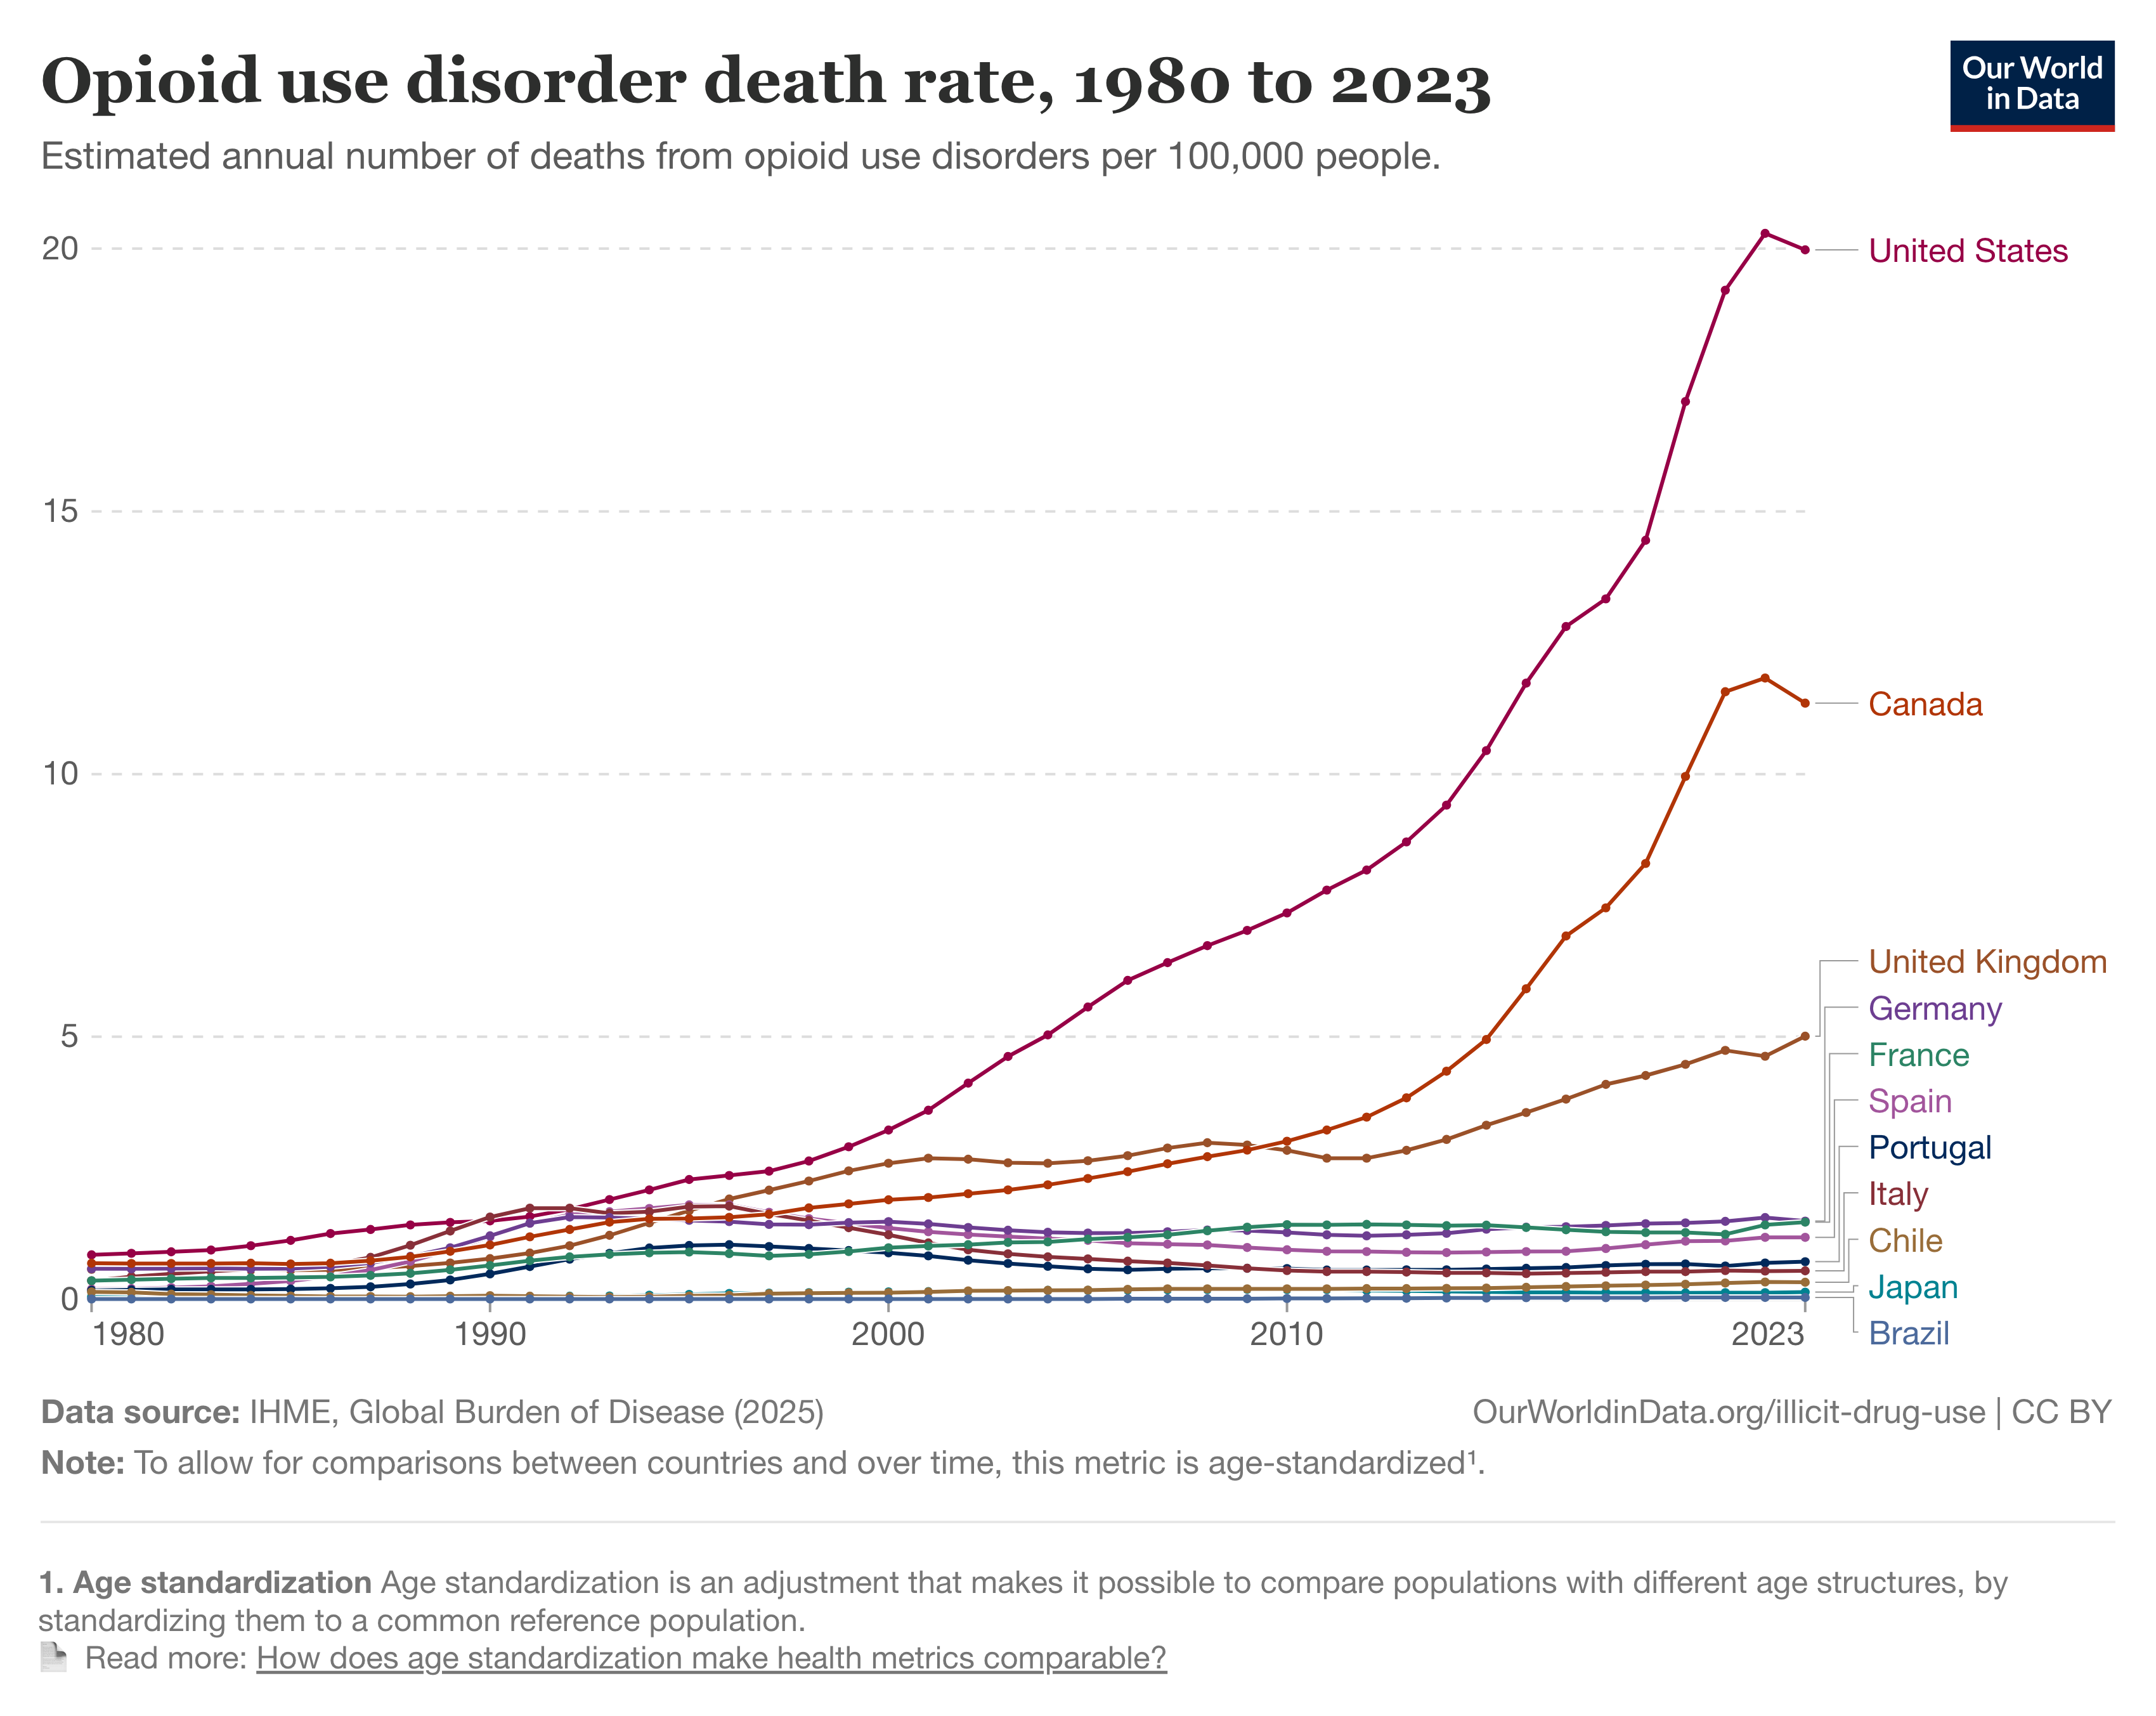 Opioid use disorder death rate, 1980 to 2023
Our World
in Data
Estimated annual number of deaths from opioid use disorders per 100,000 people.
20
15
10
5
0
United States
Canada
United Kingdom
Germany
France
Spain
Portugal
Italy
Chile
Japan
Brazil
1980
1990
2000
2010
2023
Data source: IHME, Global Burden of Disease (2025)
OurWorldinData.org/illicit-drug-use | CC BY
Note: To allow for comparisons between countries and over time, this metric is age-standardized¹.
1. Age standardization Age standardization is an adjustment that makes it possible to compare populations with different age structures, by
standardizing them to a common reference population.
Read more: How does age standardization make health metrics comparable?